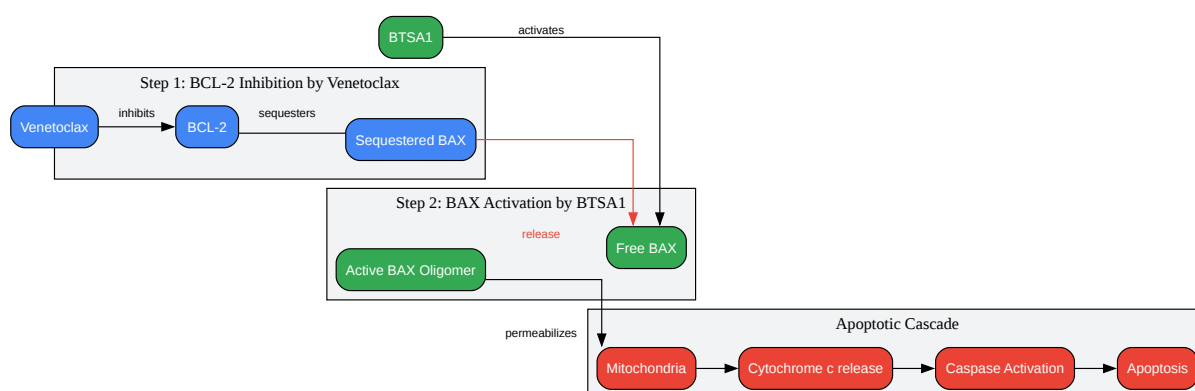 BTSA1
activates
Step 1: BCL-2 Inhibition by Venetoclax
Venetoclax
inhibits
BCL-2
sequesters
Sequestered BAX
Step 2: BAX Activation by BTSA1
release
Free BAX
Active BAX Oligomer
permeabilizes
Apoptotic Cascade
Mitochondria
Cytochrome c release
Caspase Activation
Apoptosis